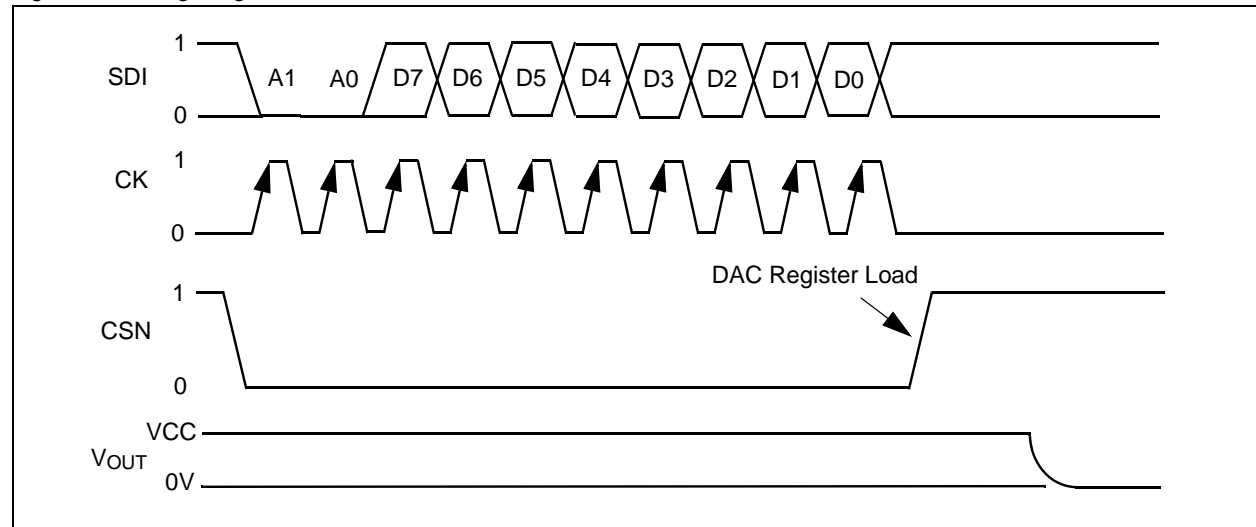 1
SDI
0
A1 A0 D7 D6 D5 D4 D3 D2 D1 D0
1
CK
0
DAC Register Load
1
CSN
0
VCC
VOUT
0V